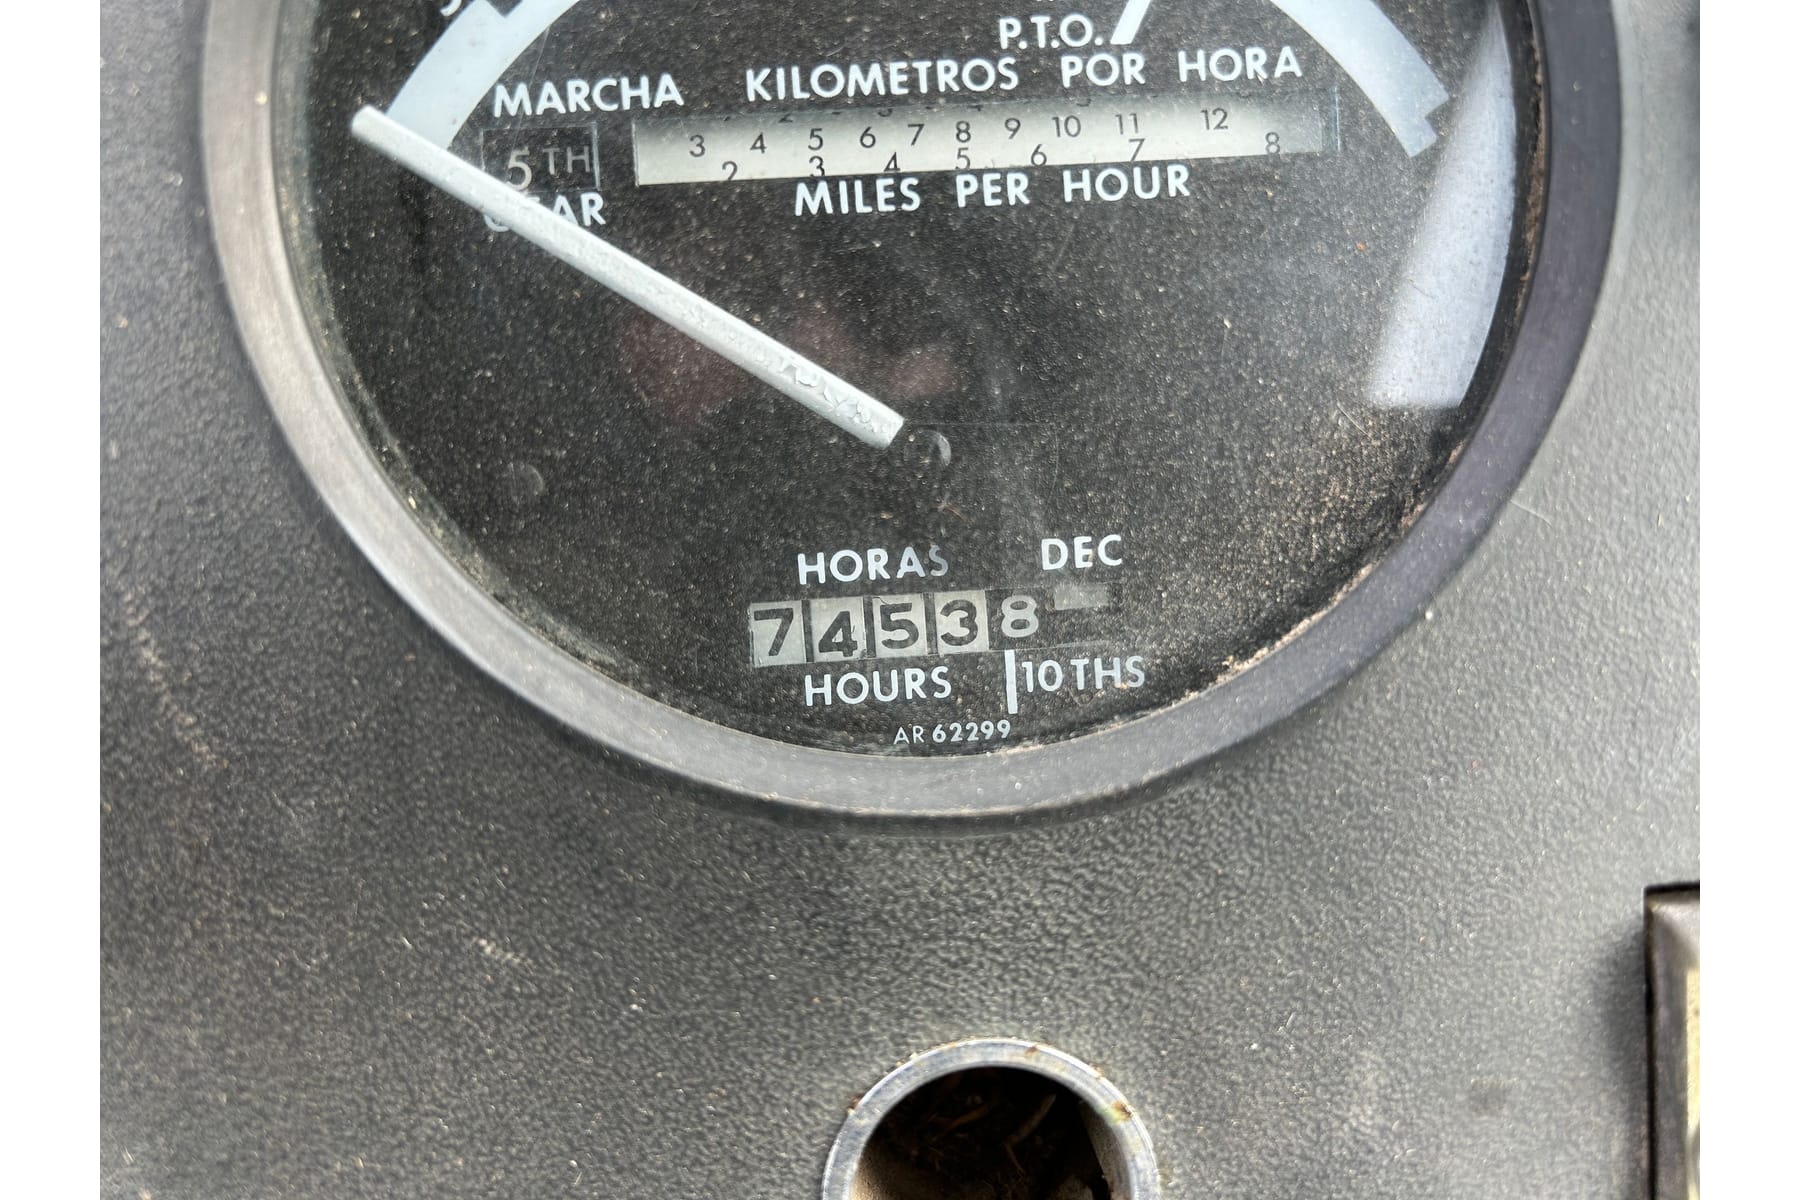 P.T.O.
MARCHA KILOMETROS POR HORA
3 4 5 6 7 8 9 10 11 12
5TH
2 3 4 5 6 7 8
MILES PER HOUR
HORAS DEC
74538
HOURS 10THS
AR 62299